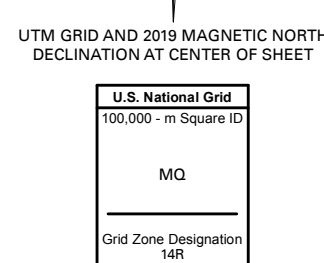 UTM GRID AND 2019 MAGNETIC NORTH
DECLINATION AT CENTER OF SHEET
U.S. National Grid
100,000 - m Square ID
MQ
Grid Zone Designation
14R